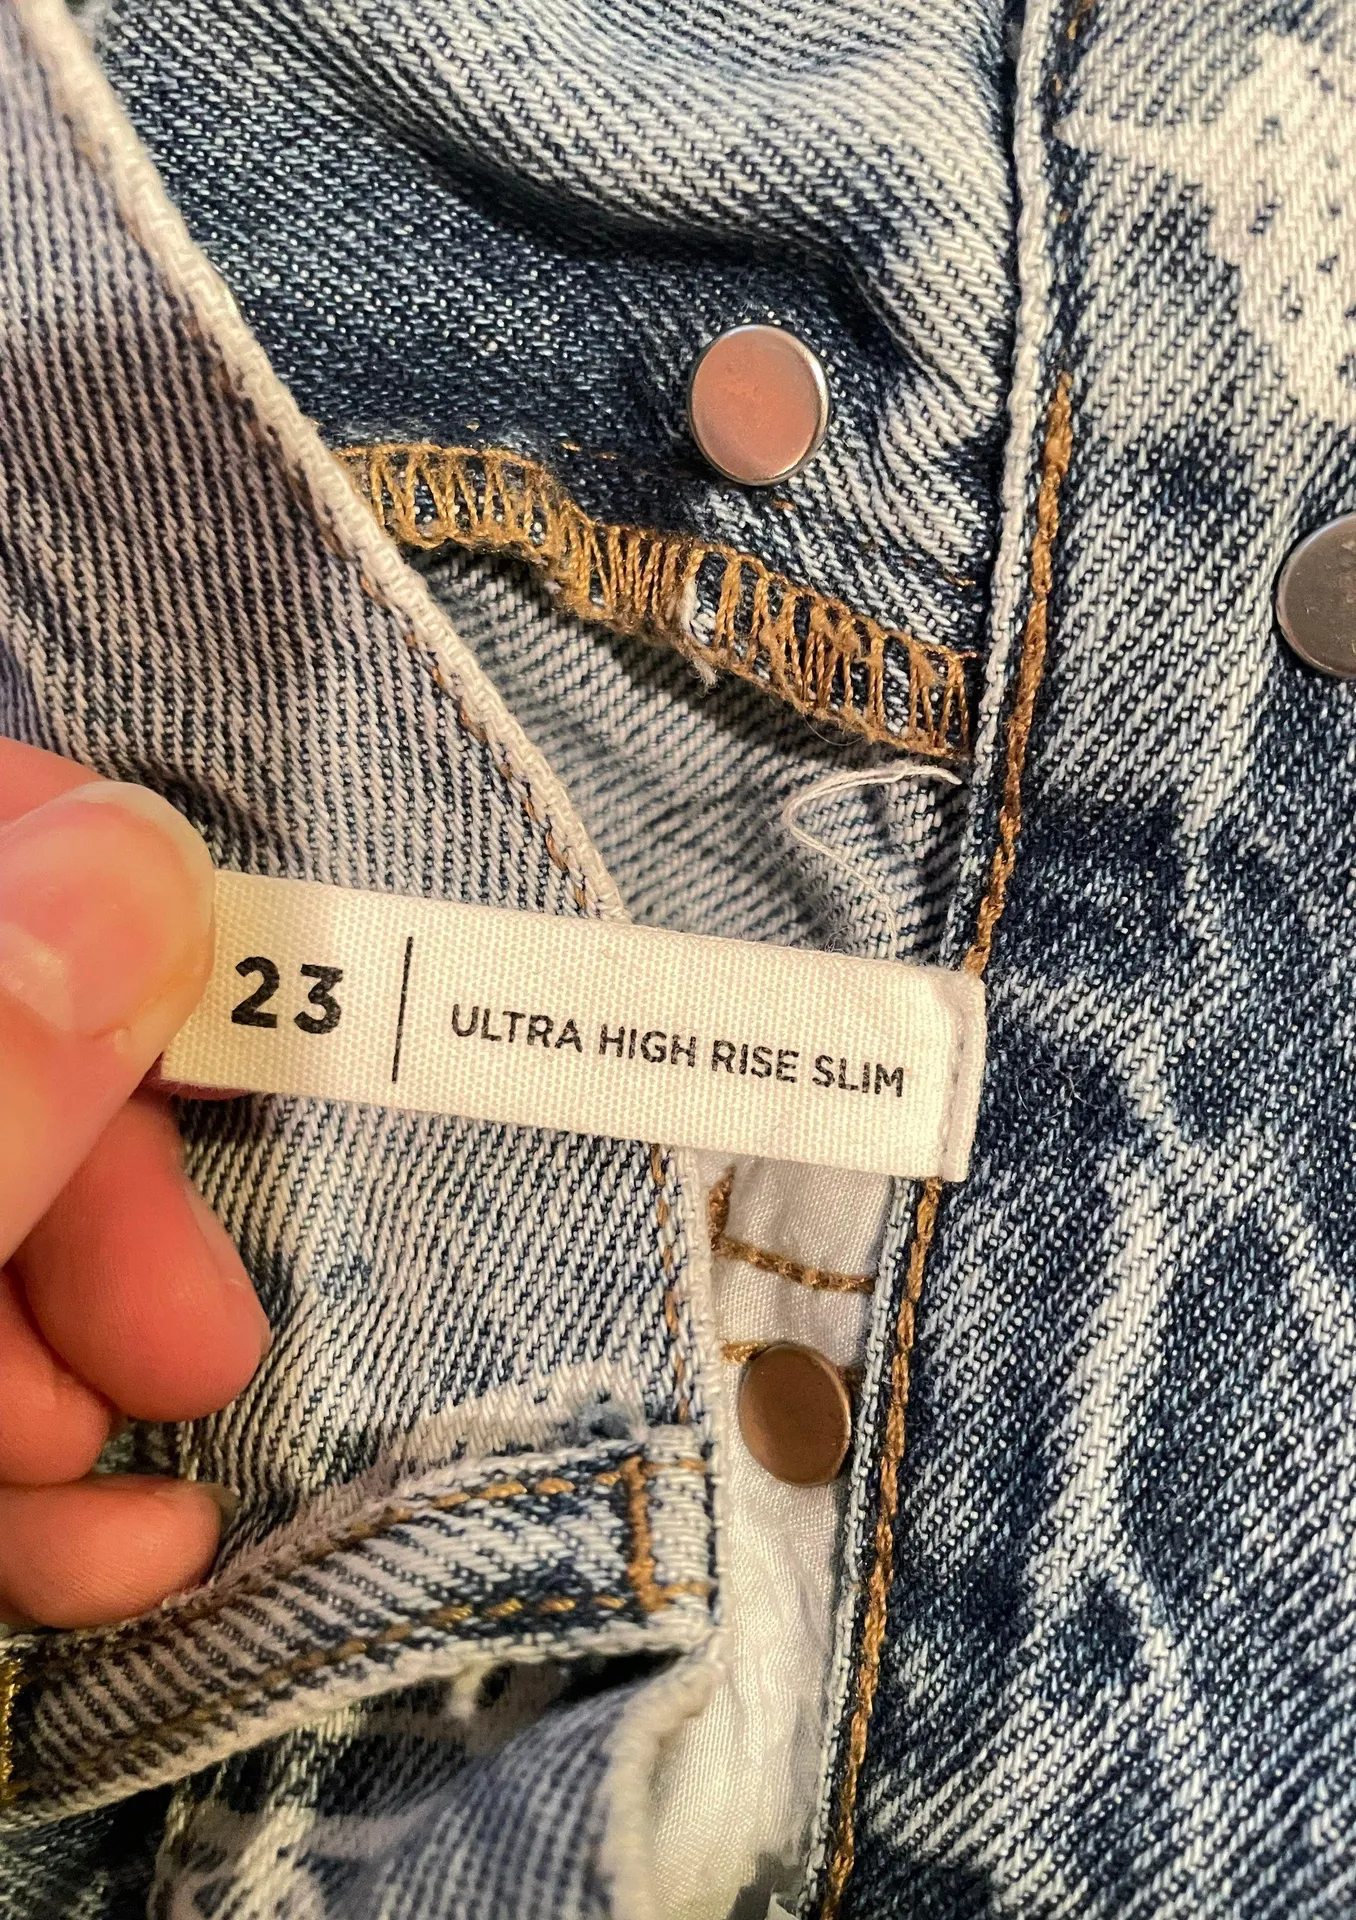 23 | ULTRA HIGH RISE SLIM